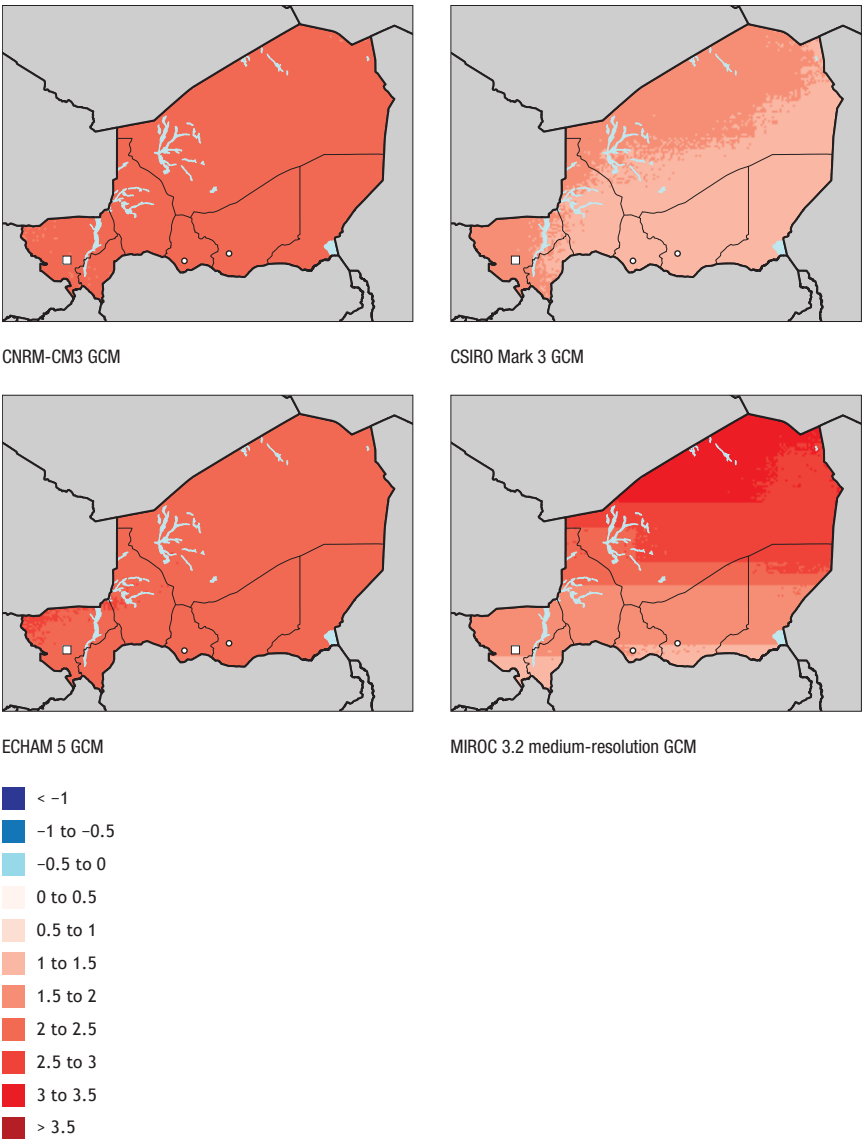 CNRM-CM3 GCM
CSIRO Mark 3 GCM
ECHAM 5 GCM
MIROC 3.2 medium-resolution GCM
< −1
−1 to −0.5
−0.5 to 0
0 to 0.5
0.5 to 1
1 to 1.5
1.5 to 2
2 to 2.5
2.5 to 3
3 to 3.5
> 3.5